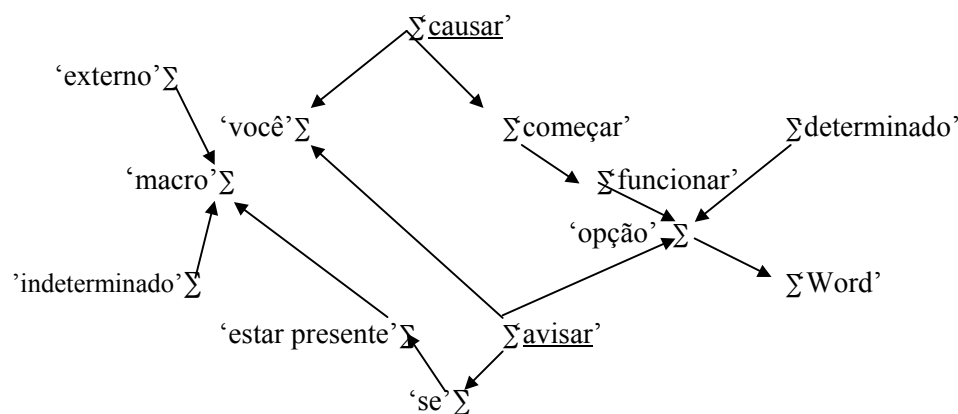 ∑‘causar’
‘externo’∑
‘você’∑
∑‘começar’
∑‘determinado’
‘macro’∑
∑‘funcionar’
‘opção’ ∑
’indeterminado’∑
∑‘Word’
‘estar presente’∑
∑‘avisar’
‘se’∑